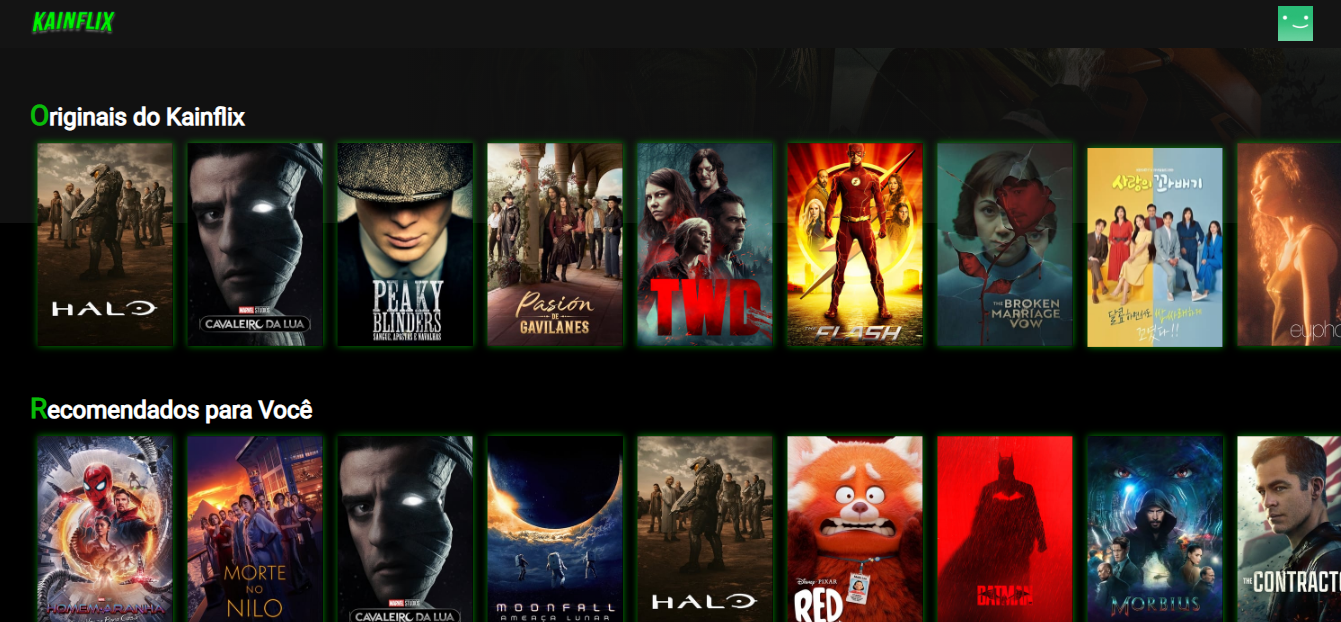 KAINFLIX
Originais do Kainflix
HALO
MARVEL STUDIOS
CAVALEIRO DA LUA
PEAKY
BLINDERS
SANGUE, APOSTAS E NAVALHAS
Pasión
DE
GAVILANES
TWD
THE FLASH
THE BROKEN
MARRIAGE
VOW
사랑의 꽈배기
eupho
Recomendados para Você
HOMEM-ARANHA
MORTE
NO
NILO
MARVEL STUDIOS
CAVALEIRO DA LUA
MOONFALL
AMEAÇA LUNAR
HALO
Disney PIXAR
RED
BATMAN
MORBIUS
THE CONTRACTO